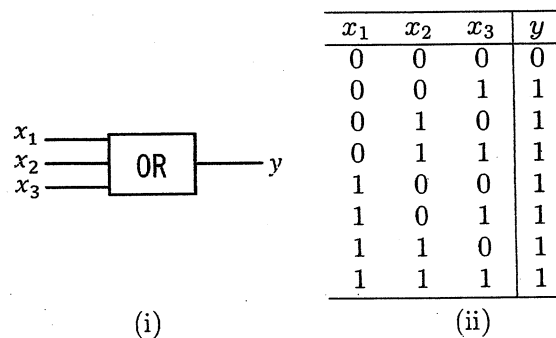 x₁
x₂ OR y
x₃
(i)
x₁ x₂ x₃ y
0 0 0 0
0 0 1 1
0 1 0 1
0 1 1 1
1 0 0 1
1 0 1 1
1 1 0 1
1 1 1 1
(ii)